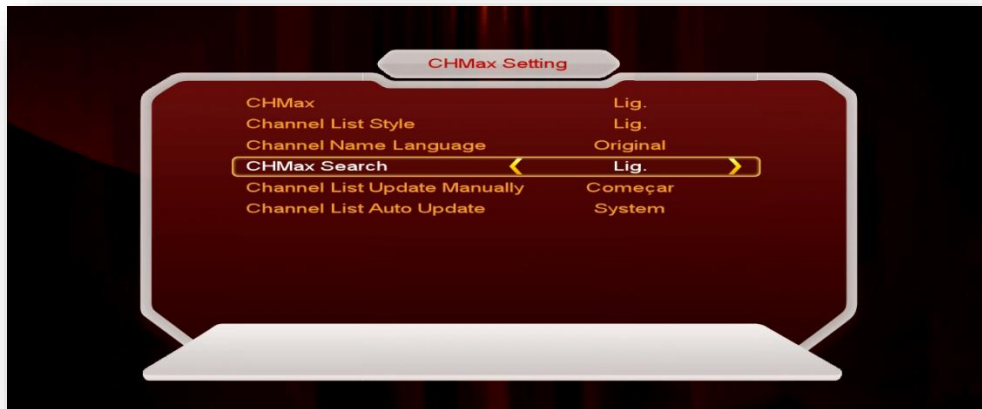 CHMax Setting
CHMax Lig.
Channel List Style Lig.
Channel Name Language Original
CHMax Search Lig.
Channel List Update Manually Começar
Channel List Auto Update System